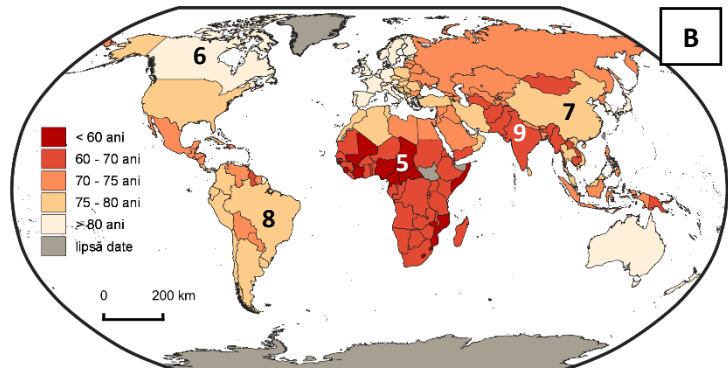 B
6
7
9
5
8
< 60 ani
60 - 70 ani
70 - 75 ani
75 - 80 ani
> 80 ani
lipsă date
0 200 km